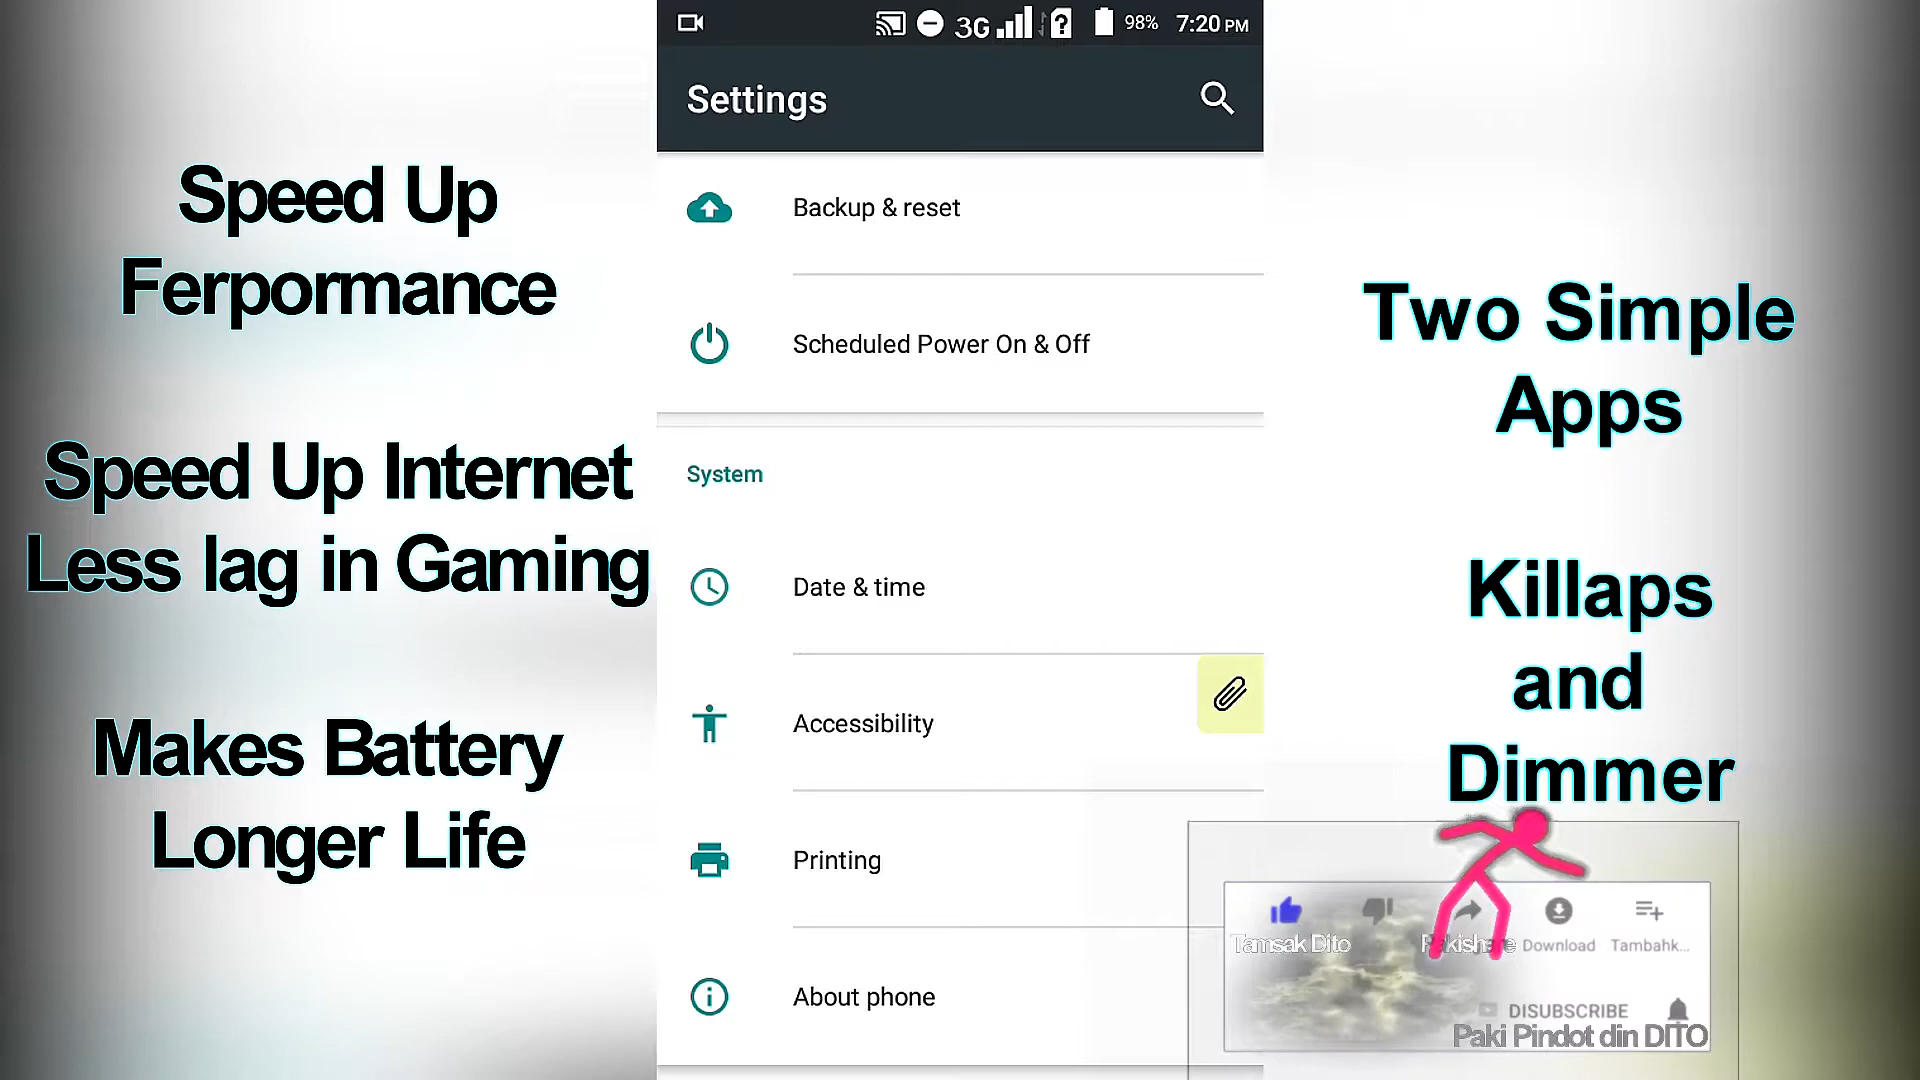 Speed Up
Ferpormance
Speed Up Internet
Less lag in Gaming
Makes Battery
Longer Life
3G
98%
7:20 PM
Settings
Backup & reset
Scheduled Power On & Off
System
Date & time
Accessibility
Printing
About phone
Two Simple
Apps
Killaps
and
Dimmer
Tamsak Dito
Pakishare
Download
Tambahk...
DISUBSCRIBE
Paki Pindot din DITO